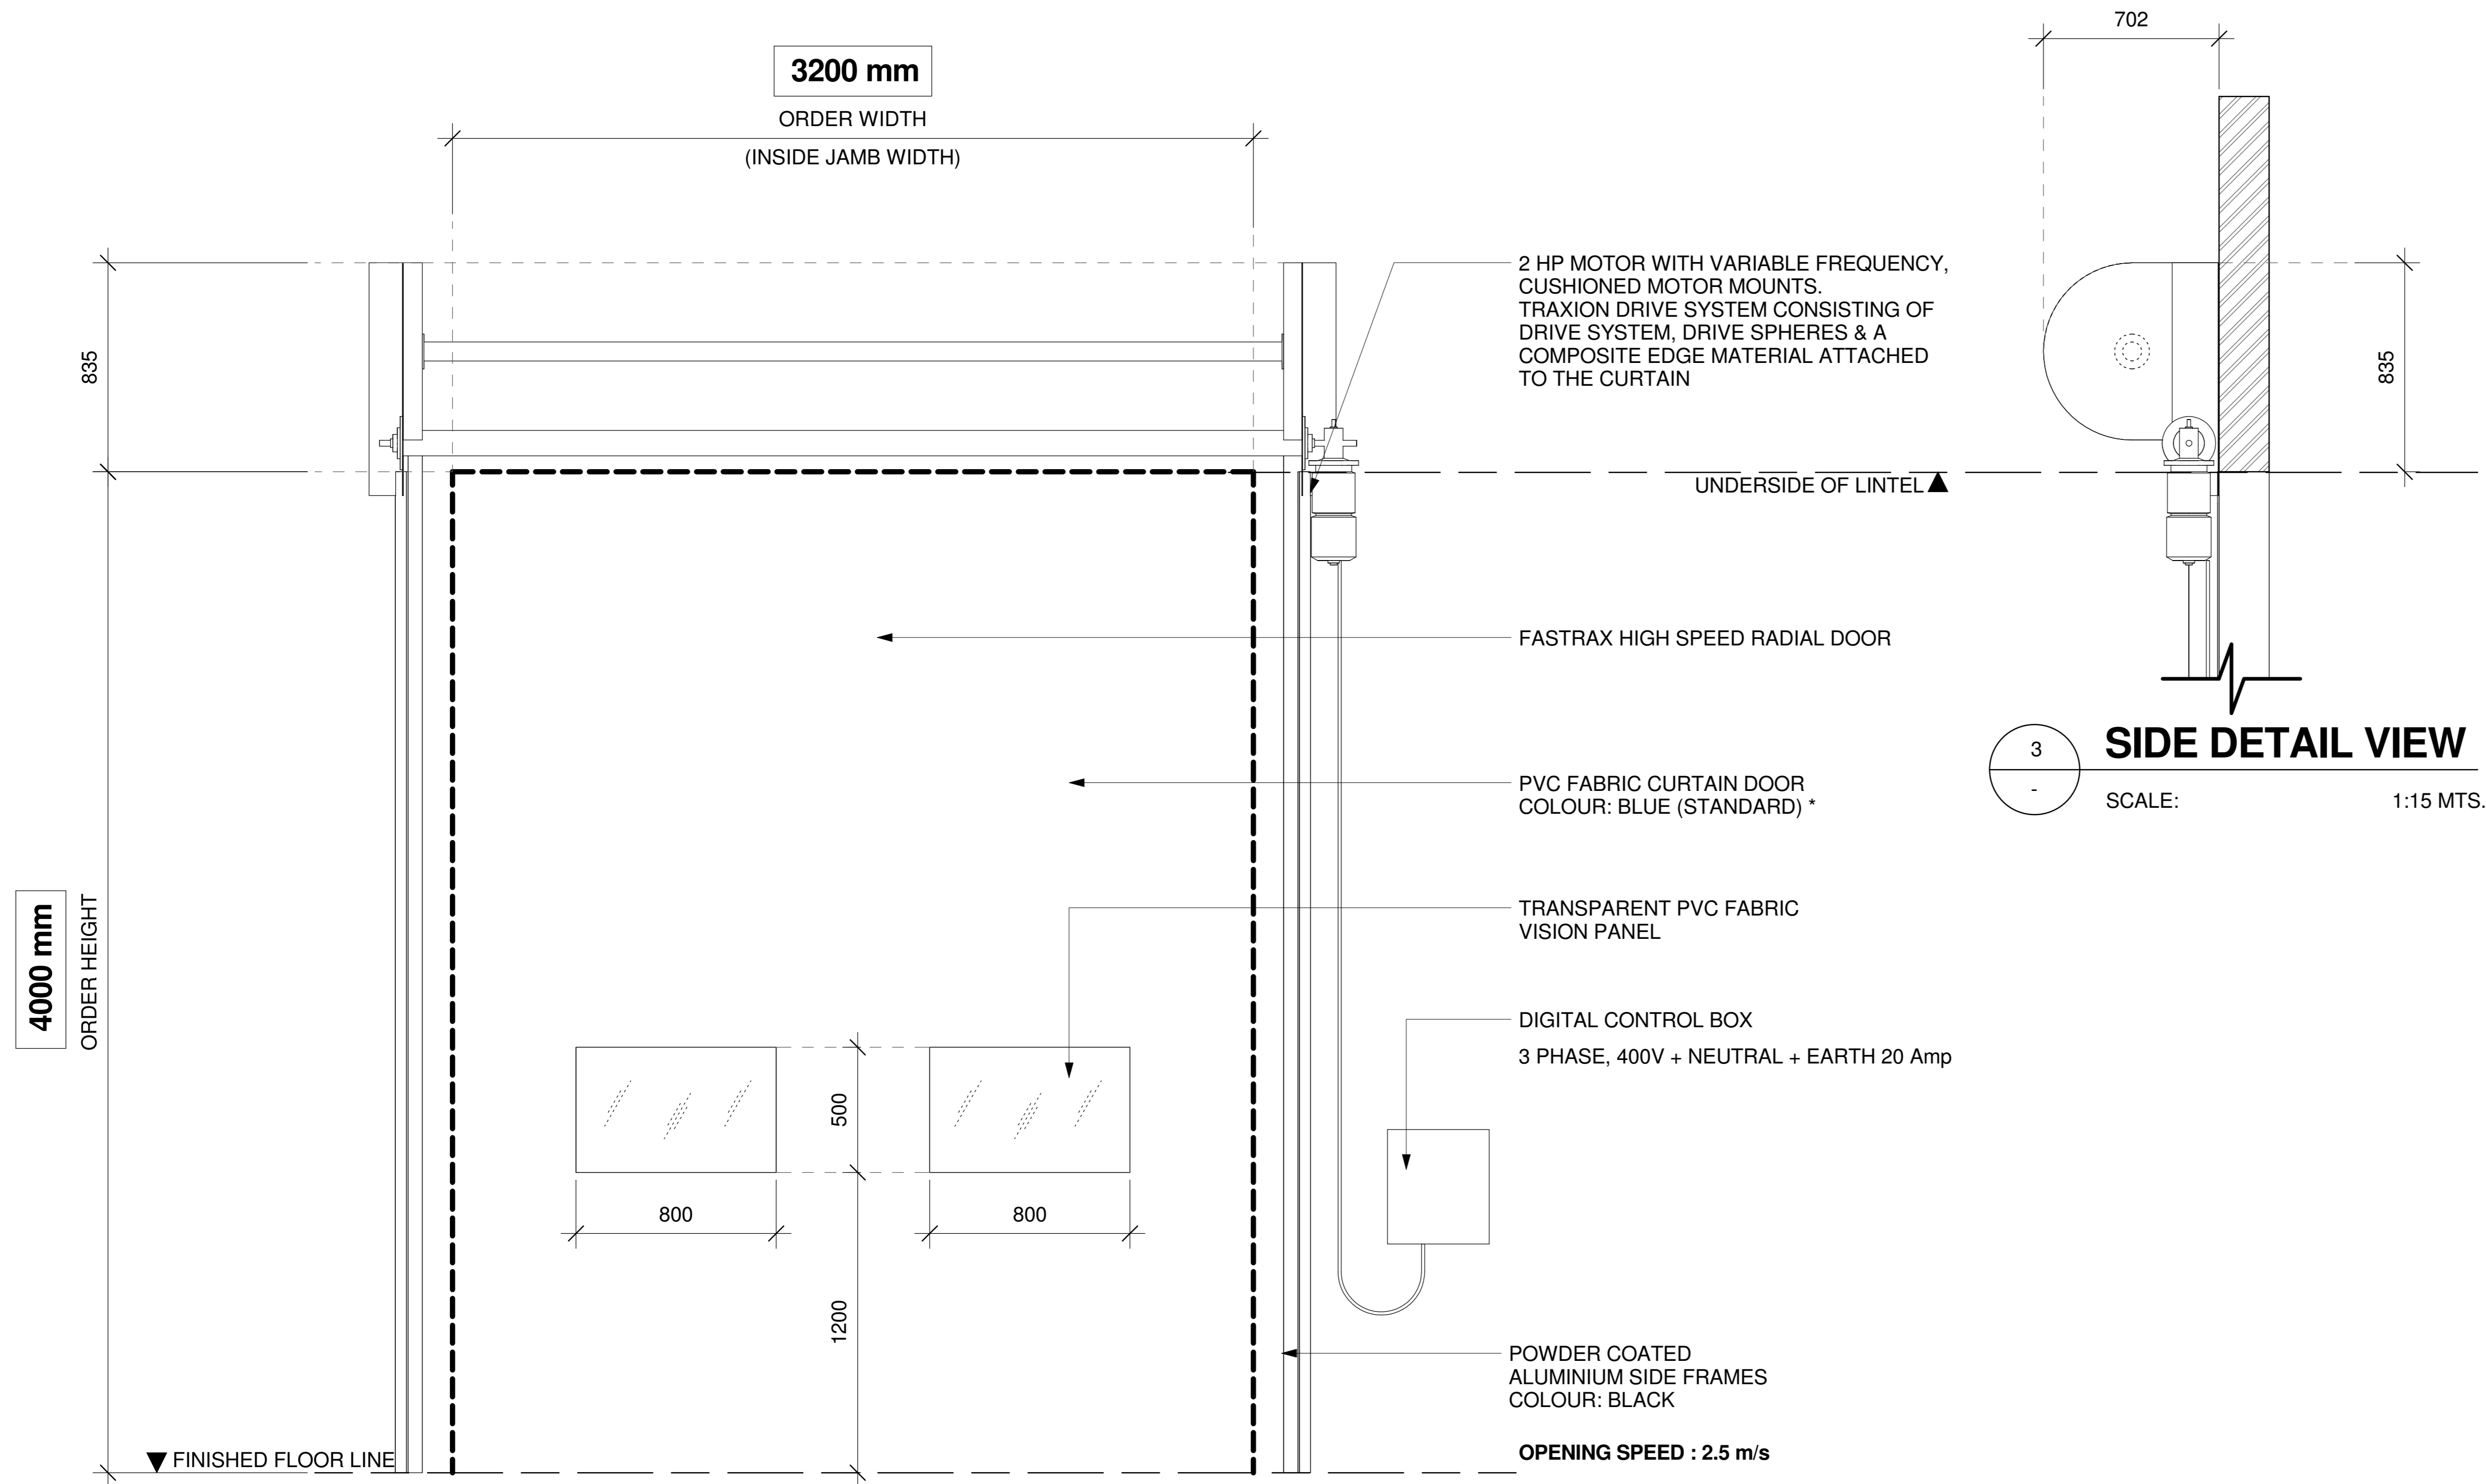 702
3200 mm
ORDER WIDTH
(INSIDE JAMB WIDTH)
2 HP MOTOR WITH VARIABLE FREQUENCY,
CUSHIONED MOTOR MOUNTS.
TRAXION DRIVE SYSTEM CONSISTING OF
DRIVE SYSTEM, DRIVE SPHERES & A
COMPOSITE EDGE MATERIAL ATTACHED
TO THE CURTAIN
835
835
UNDERSIDE OF LINTEL
FASTRAX HIGH SPEED RADIAL DOOR
3
-
SIDE DETAIL VIEW
SCALE: 1:15 MTS.
PVC FABRIC CURTAIN DOOR
COLOUR: BLUE (STANDARD) *
4000 mm
ORDER HEIGHT
TRANSPARENT PVC FABRIC
VISION PANEL
DIGITAL CONTROL BOX
3 PHASE, 400V + NEUTRAL + EARTH 20 Amp
500
800
800
1200
POWDER COATED
ALUMINIUM SIDE FRAMES
COLOUR: BLACK
OPENING SPEED : 2.5 m/s
FINISHED FLOOR LINE